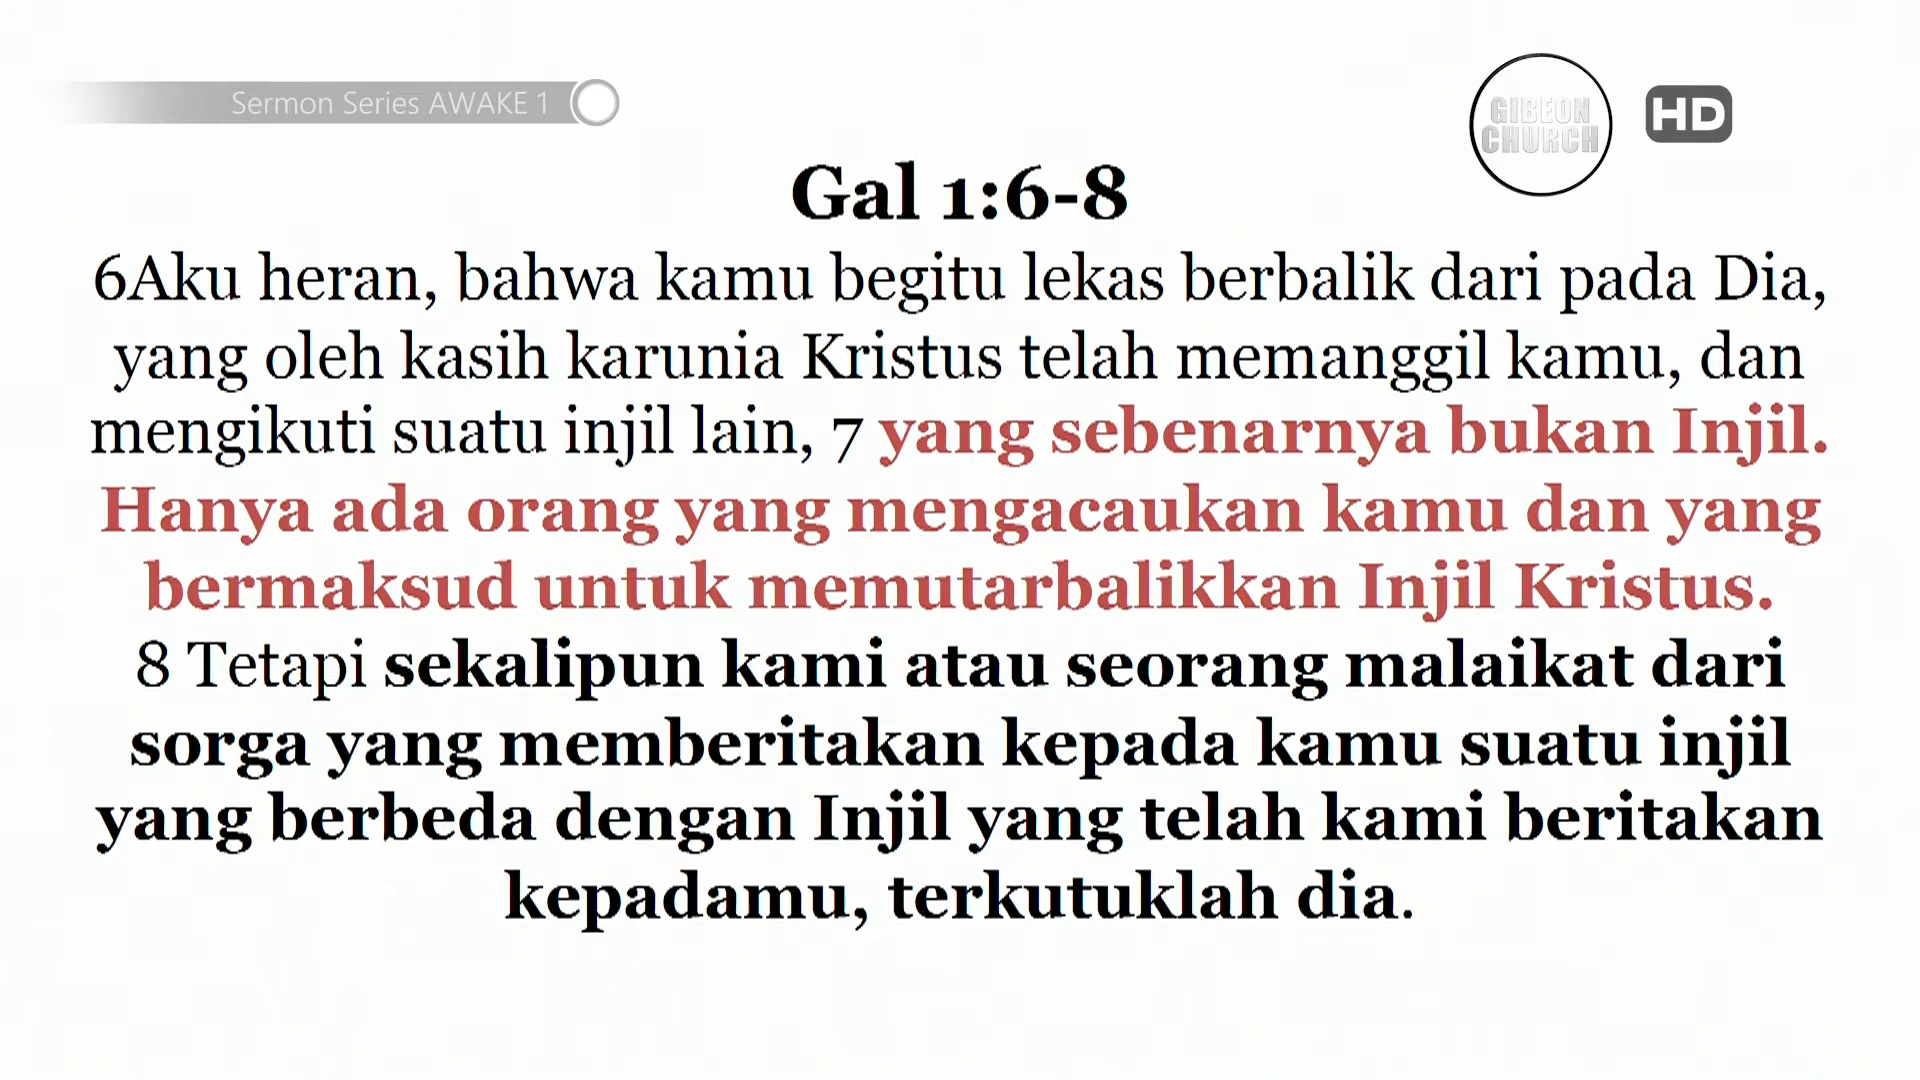 Sermon Series AWAKE 1
GIBEON
CHURCH
HD
Gal 1:6-8
6Aku heran, bahwa kamu begitu lekas berbalik dari pada Dia,
yang oleh kasih karunia Kristus telah memanggil kamu, dan
mengikuti suatu injil lain, 7 yang sebenarnya bukan Injil.
Hanya ada orang yang mengacaukan kamu dan yang
bermaksud untuk memutarbalikkan Injil Kristus.
8 Tetapi sekalipun kami atau seorang malaikat dari
sorga yang memberitakan kepada kamu suatu injil
yang berbeda dengan Injil yang telah kami beritakan
kepadamu, terkutuklah dia.